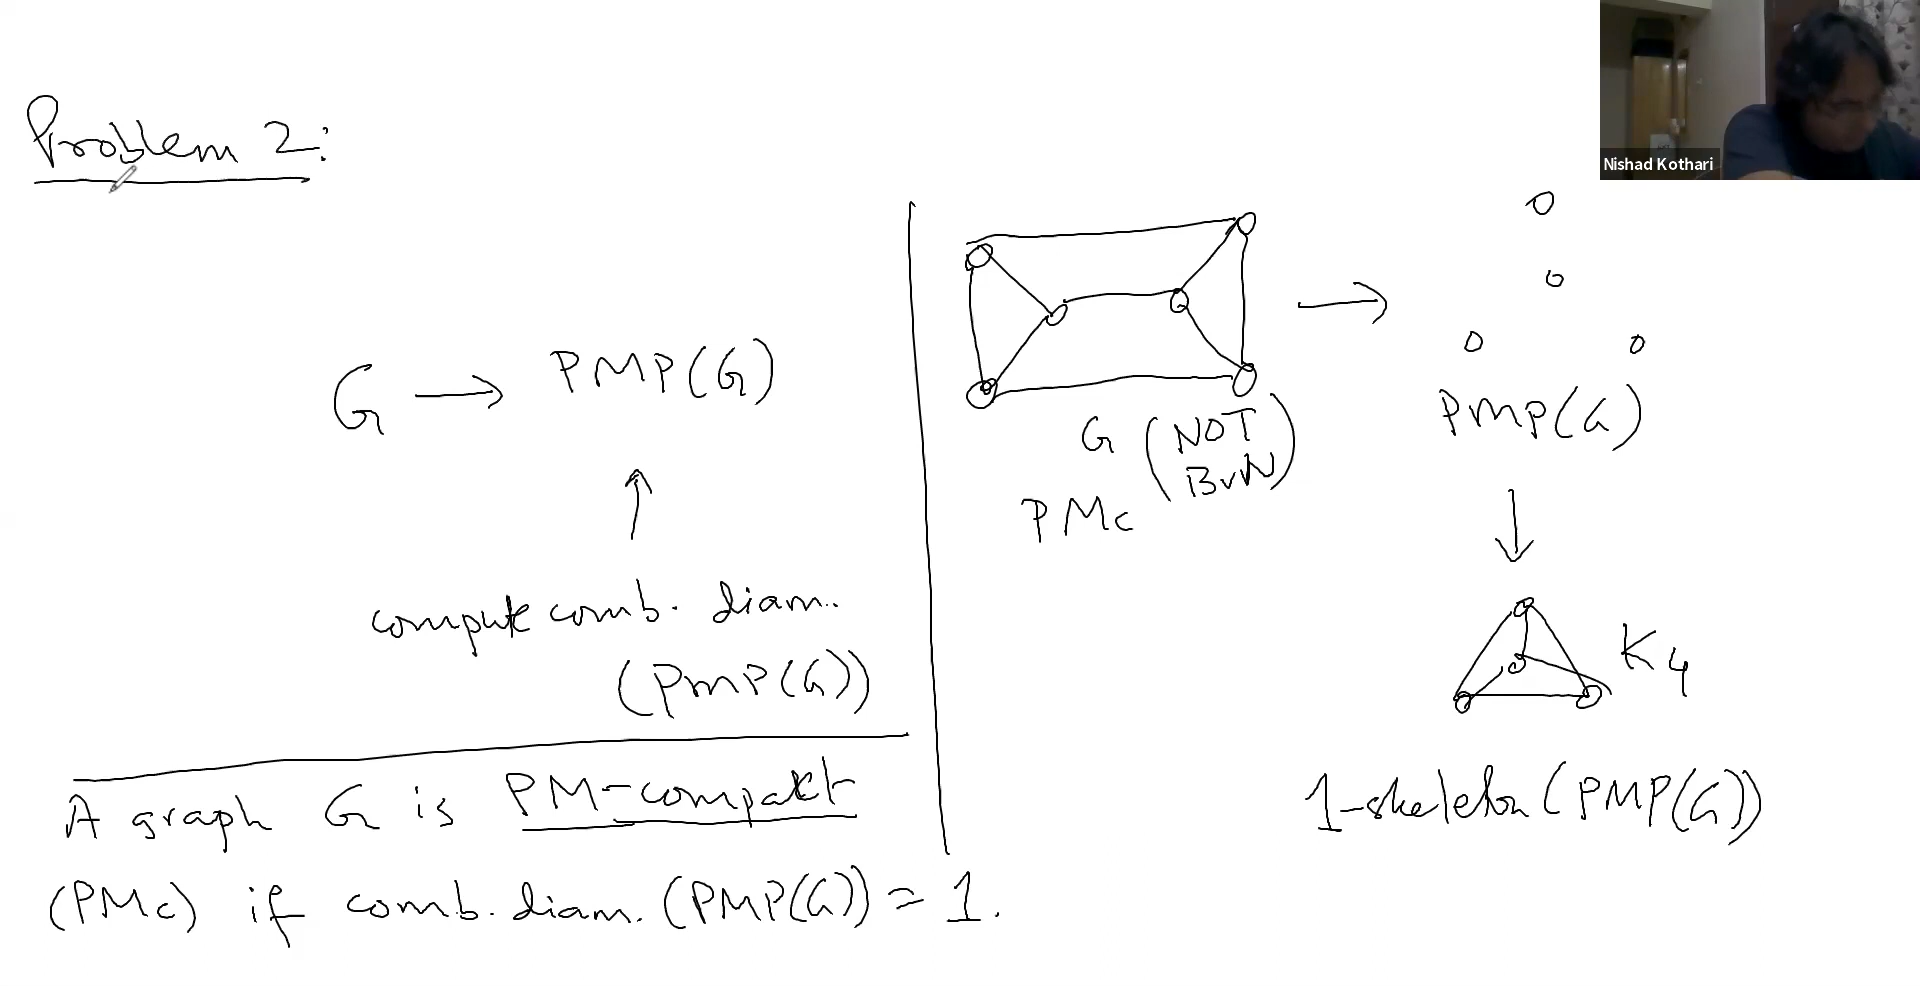 Problem 2:
Nishad Kothari
G → PMP(G)
compute comb. diam.
(PMP(G))
A graph G is PM-compakt
(PMc) if comb. diam. (PMP(G)) = 1.
G (NOT
BvN)
PMc
PMP(G)
K4
1-skeleton (PMP(G))